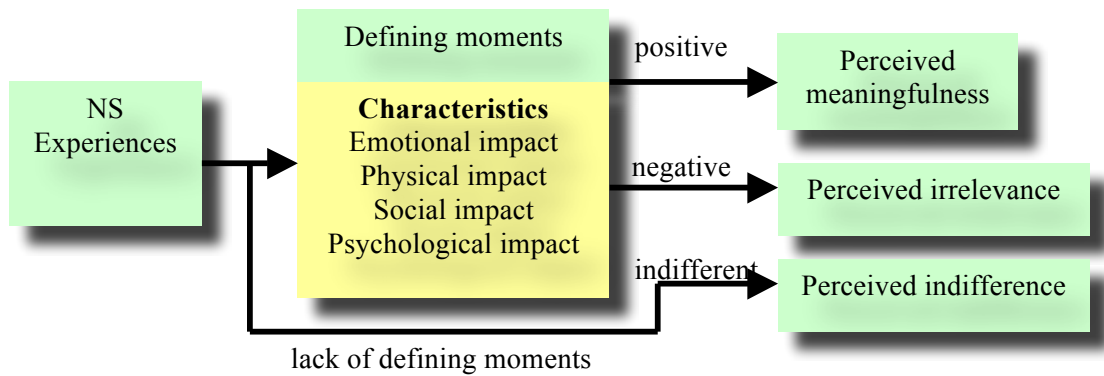 NS
Experiences
Defining moments
Characteristics
Emotional impact
Physical impact
Social impact
Psychological impact
positive
negative
indifferent
lack of defining moments
Perceived
meaningfulness
Perceived irrelevance
Perceived indifference